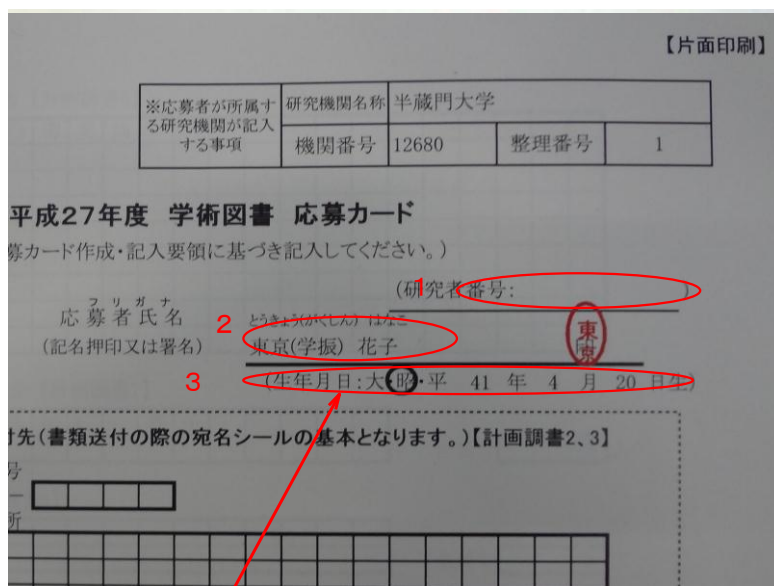 【片面印刷】
※応募者が所属す
る研究機関が記入
する事項
研究機関名称 半蔵門大学
機関番号 12680 整理番号 1
平成27年度 学術図書 応募カード
募カード作成・記入要領に基づき記入してください。)
1 (研究者番号: )
フリガナ
応募者氏名
(記名押印又は署名)
2 とうきょう(がくしん) はなこ
東京(学振) 花子
東京
3 (生年月日:大・昭・平 41 年 4 月 20 日生)
付先(書類送付の際の宛名シールの基本となります。)【計画調書2、3】
号
所